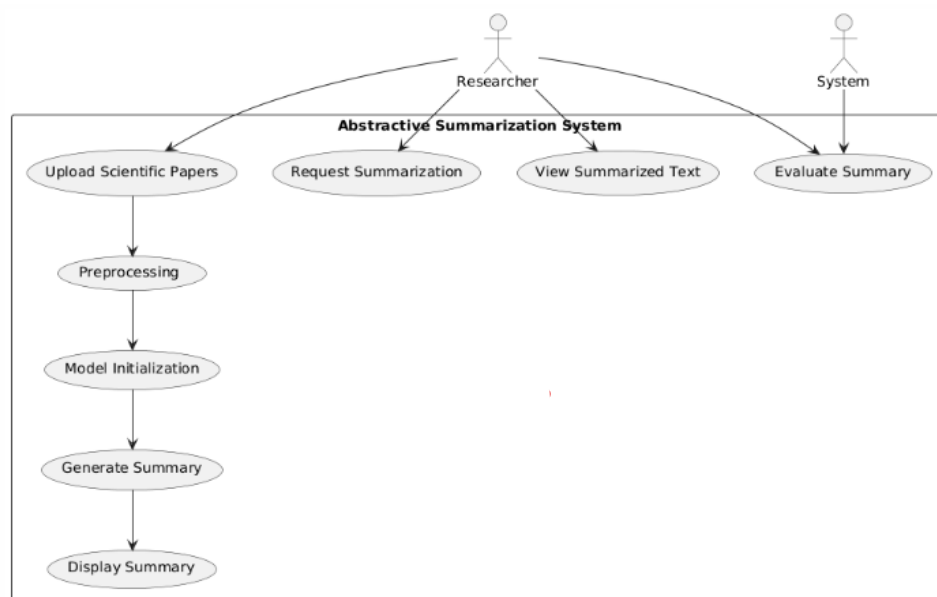 Researcher
System
Abstractive Summarization System
Upload Scientific Papers
Request Summarization
View Summarized Text
Evaluate Summary
Preprocessing
Model Initialization
Generate Summary
Display Summary